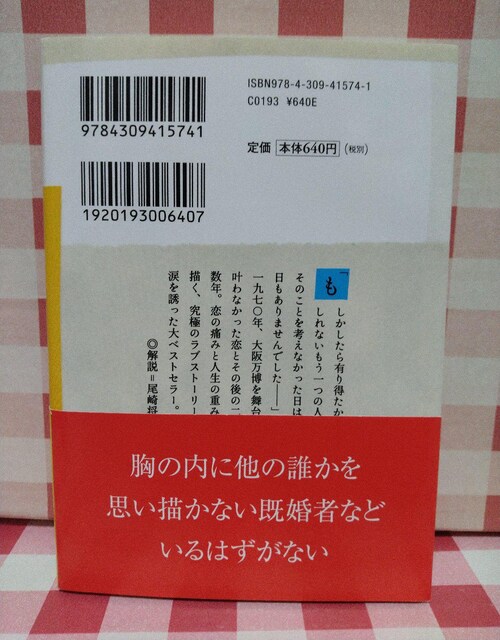 ISBN978-4-309-41574-1
C0193 ¥640E
9784309415741
定価 本体640円 (税別)
1920193006407
「もしかしたら有り得たか
しれないもう一つの人
そのことを考えなかった日は
日もありませんでした——」
一九七〇年、大阪万博を舞台
叶わなかった恋とその後の二
数年。恋の痛みと人生の重み
描く、究極のラブストーリー
涙を誘った大ベストセラー。
◎解説=尾崎将
胸の内に他の誰かを
思い描かない既婚者など
いるはずがない